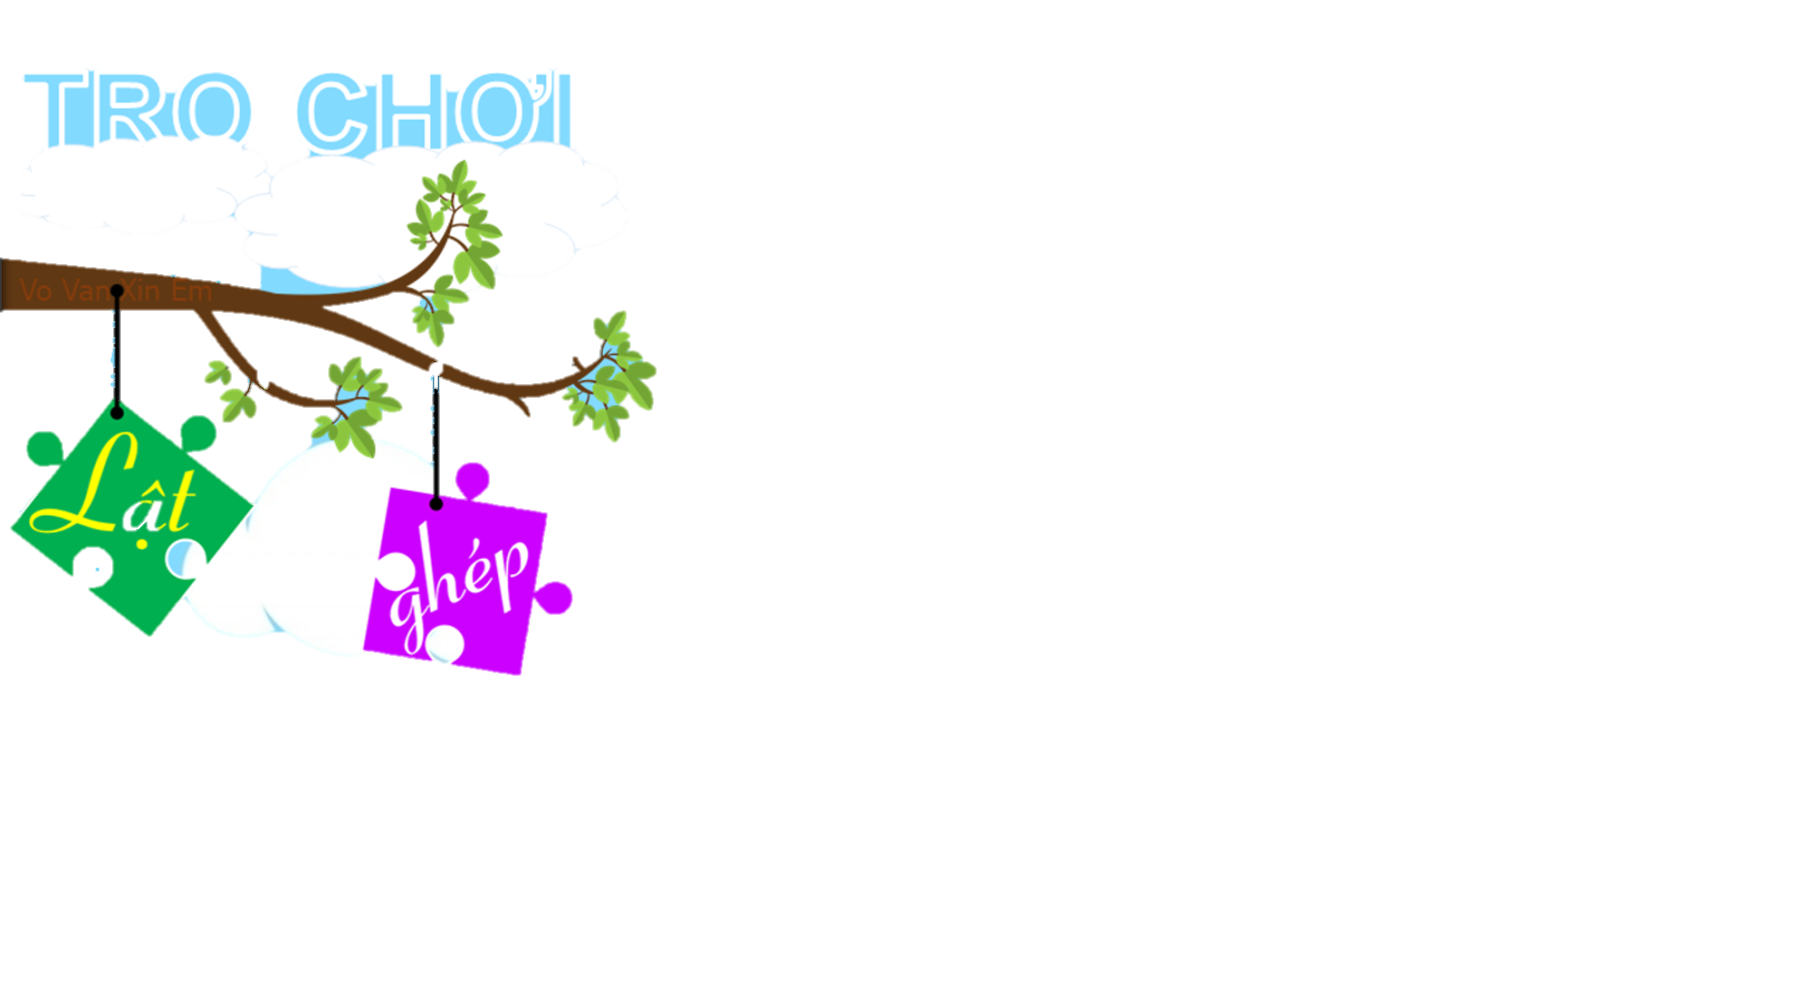 TRO CHƠI
Vo Van Xin Em
Lật
ghép